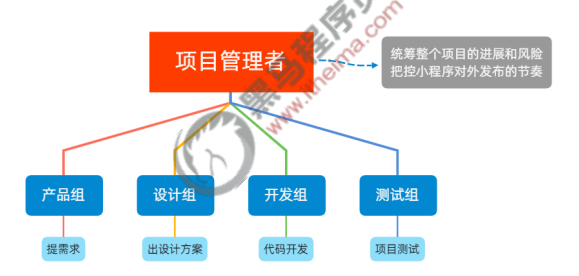 项目管理者
统筹整个项目的进展和风险
把控小程序对外发布的节奏
黑马程序员
www.itheima.com
产品组
设计组
开发组
测试组
提需求
出设计方案
代码开发
项目测试